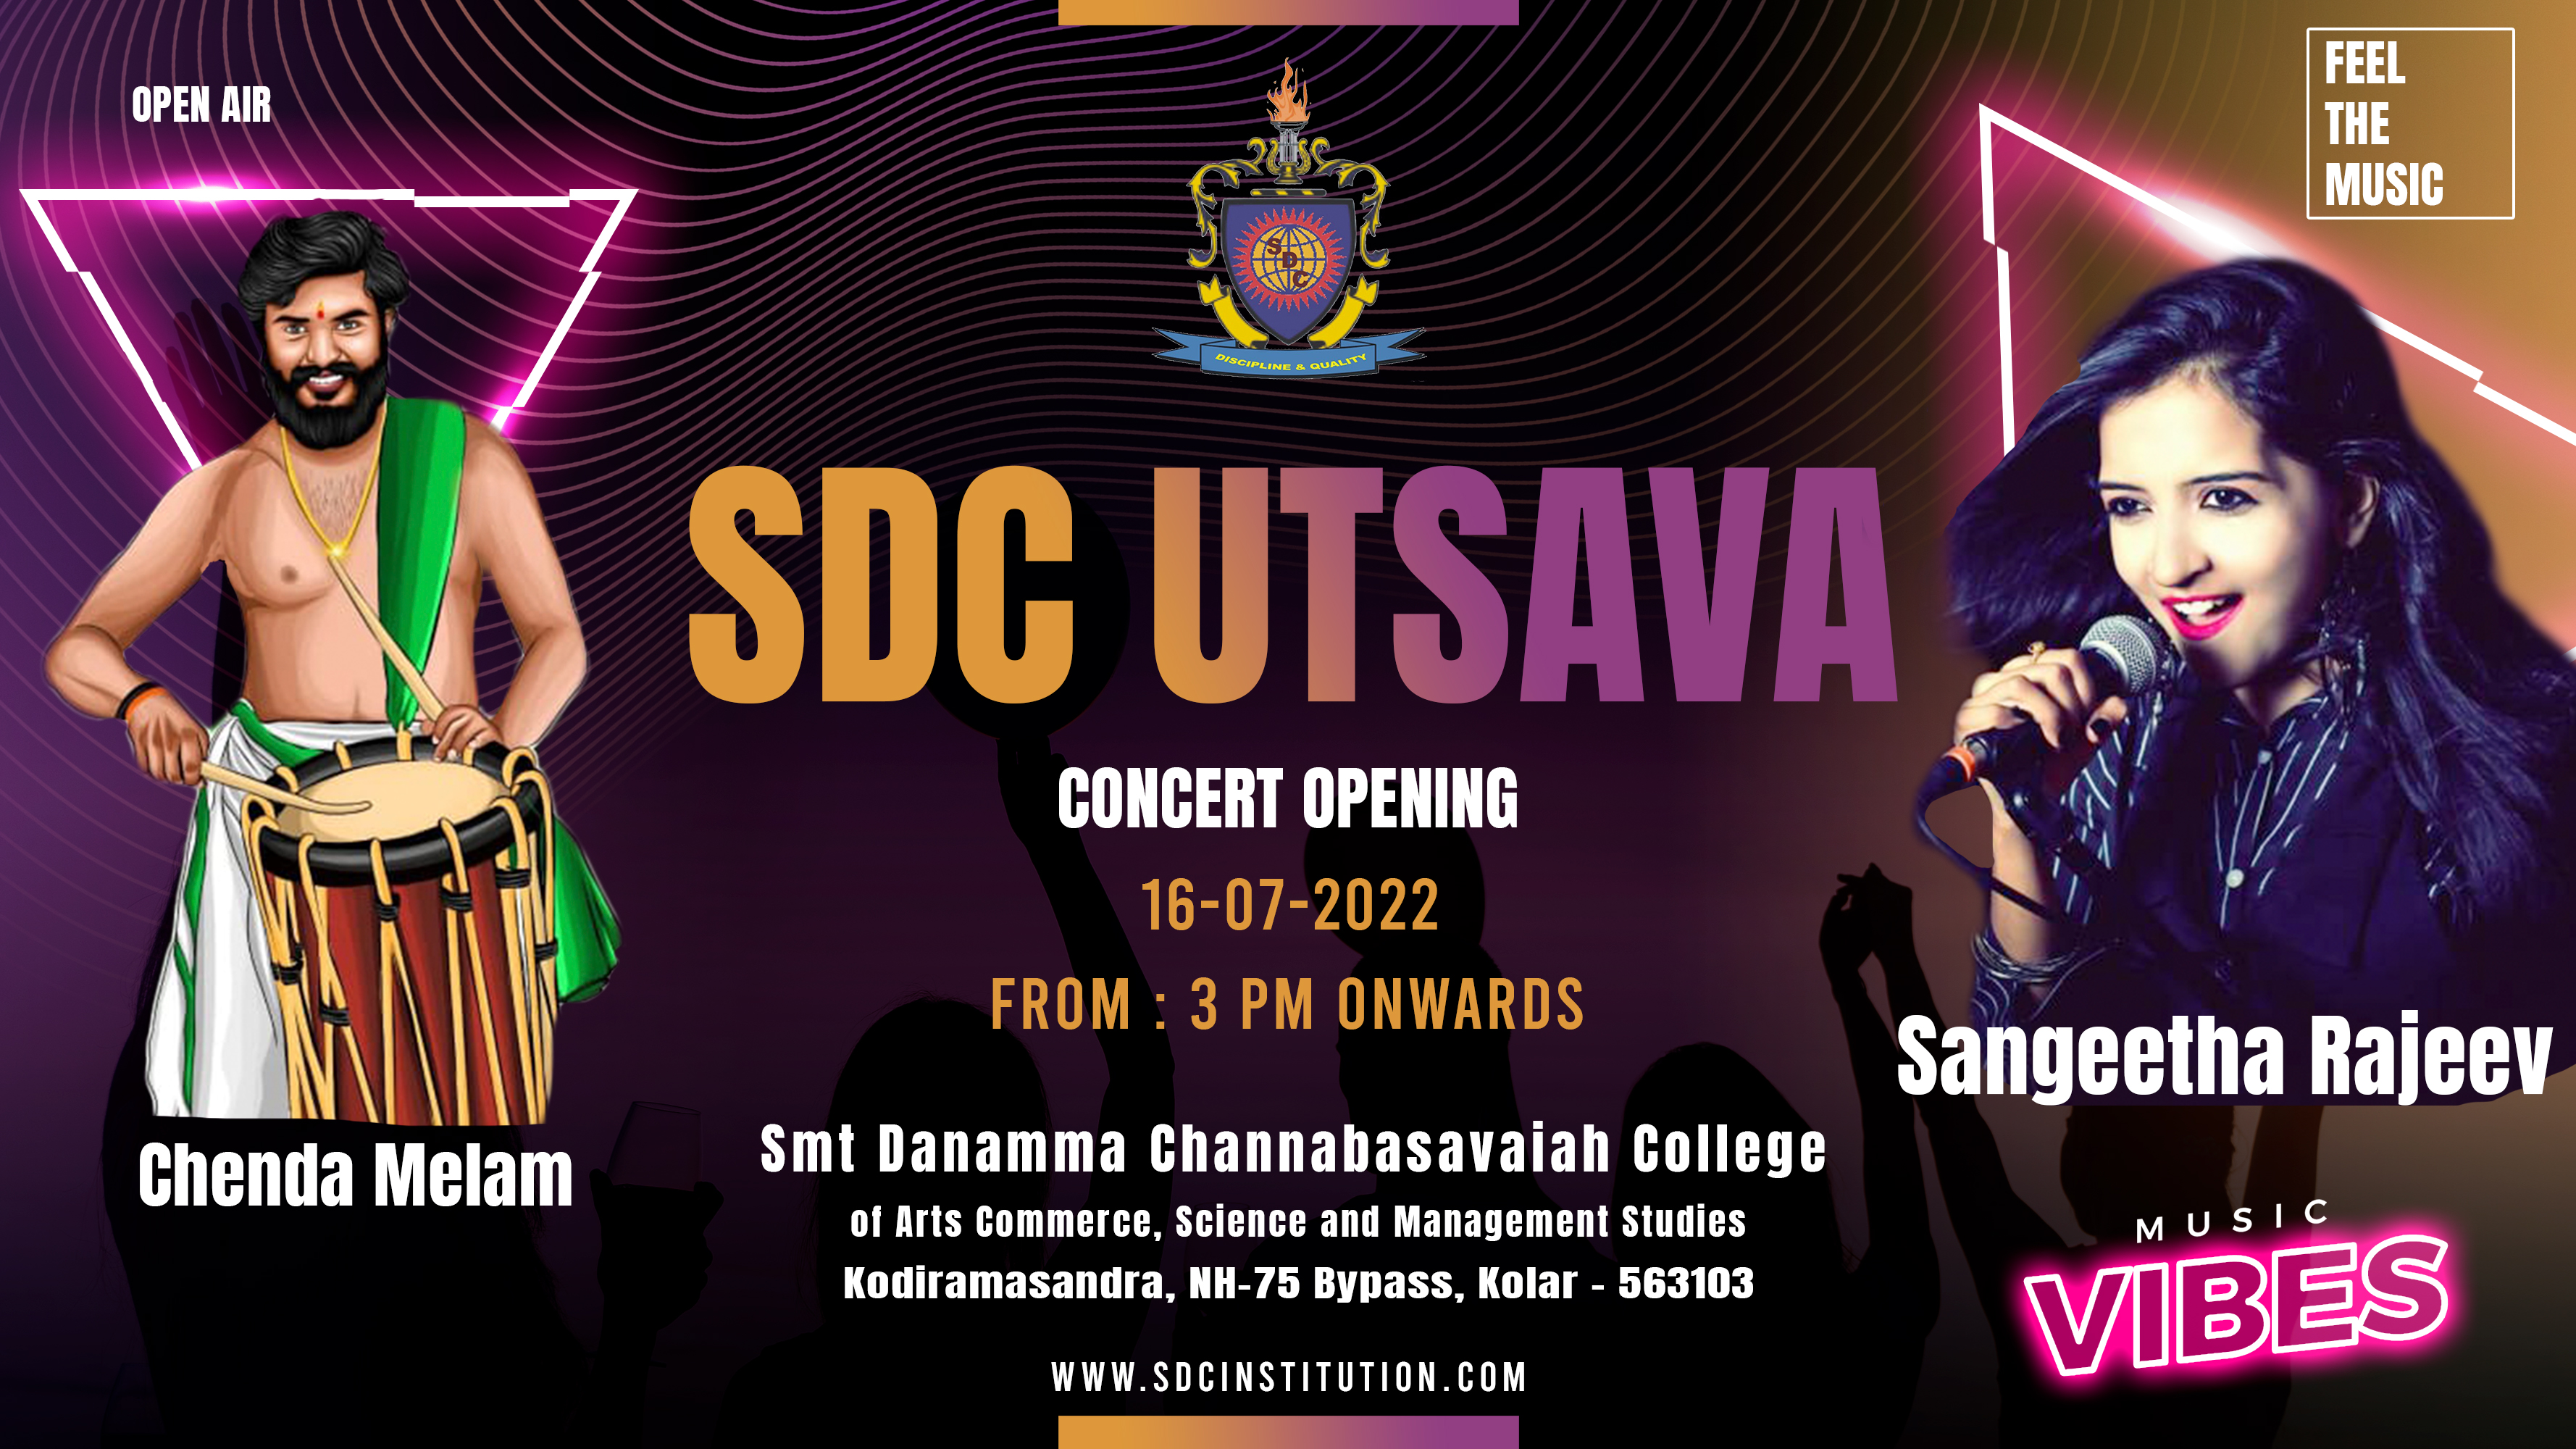 OPEN AIR
FEEL
THE
MUSIC
S
D
C
DISCIPLINE & QUALITY
SDC UTSAVA
CONCERT OPENING
16-07-2022
FROM : 3 PM ONWARDS
Sangeetha Rajeev
Chenda Melam
Smt Danamma Channabasavaiah College
of Arts Commerce, Science and Management Studies
Kodiramasandra, NH-75 Bypass, Kolar - 563103
MUSIC
VIBES
WWW.SDCINSTITUTION.COM